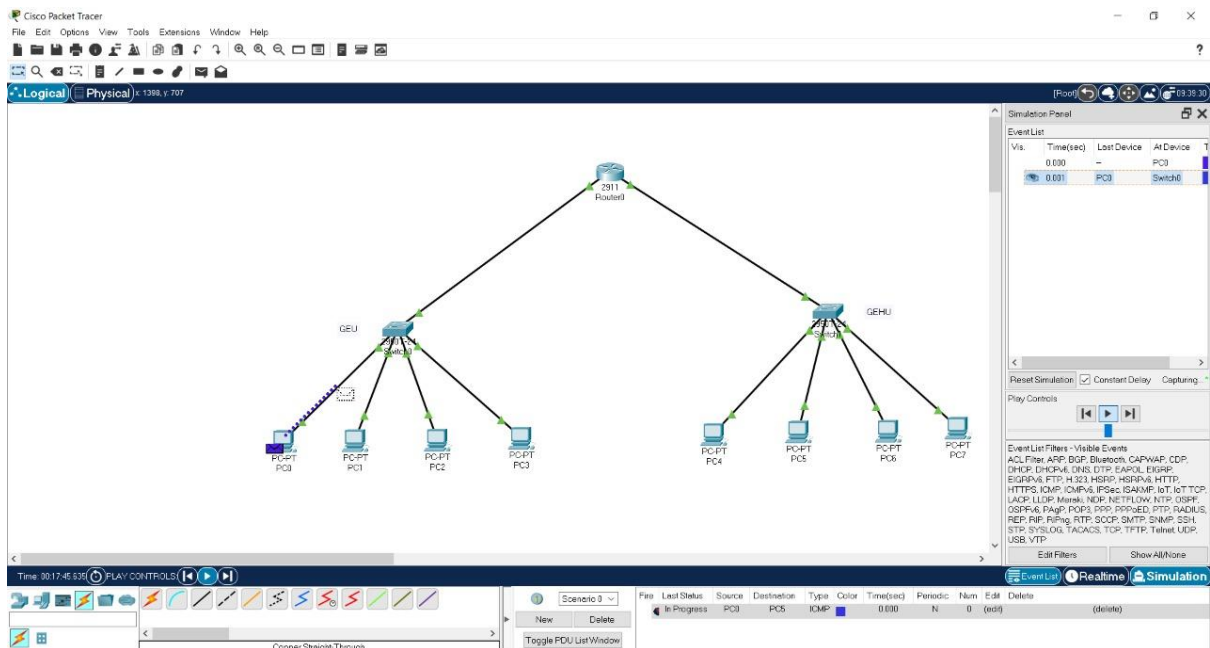 Cisco Packet Tracer
File Edit Options View Tools Extensions Window Help
?
Logical Physical x: 1398, y: 707 [Root] 09:39:30
Simulation Panel
Event List
Vis. Time(sec) Last Device At Device T
0.000 -- PC0
0.001 PC0 Switch0
2911
Router0
GEU
2950T-24
Switch0
GEHU
2950T-24
PC-PT
PC0
PC-PT
PC1
PC-PT
PC2
PC-PT
PC3
PC-PT
PC4
PC-PT
PC5
PC-PT
PC6
PC-PT
PC7
Reset Simulation Constant Delay Capturing...
Play Controls
Event List Filters - Visible Events
ACL Filter, ARP, BGP, Bluetooth, CAPWAP, CDP,
DHCP, DHCPv6, DNS, DTP, EAPOL, EIGRP,
EIGRPv6, FTP, H.323, HSRP, HSRPv6, HTTP,
HTTPS, ICMP, ICMPv6, IPSec, ISAKMP, IoT, IoT TCP,
LACP, LLDP, Meraki, NDP, NETFLOW, NTP, OSPF,
OSPFv6, PAgP, POP3, PPP, PPPoED, PTP, RADIUS,
REP, RIP, RIPng, RTP, SCCP, SMTP, SNMP, SSH,
STP, SYSLOG, TACACS, TCP, TFTP, Telnet, UDP,
USB, VTP
Edit Filters Show All/None
Time: 00:17:45.635 PLAY CONTROLS:
Event List Realtime Simulation
Scenario 0
New Delete
Toggle PDU List Window
Fire Last Status Source Destination Type Color Time(sec) Periodic Num Edit Delete
In Progress PC0 PC5 ICMP 0.000 N 0 (edit) (delete)
Copper Straight-Through